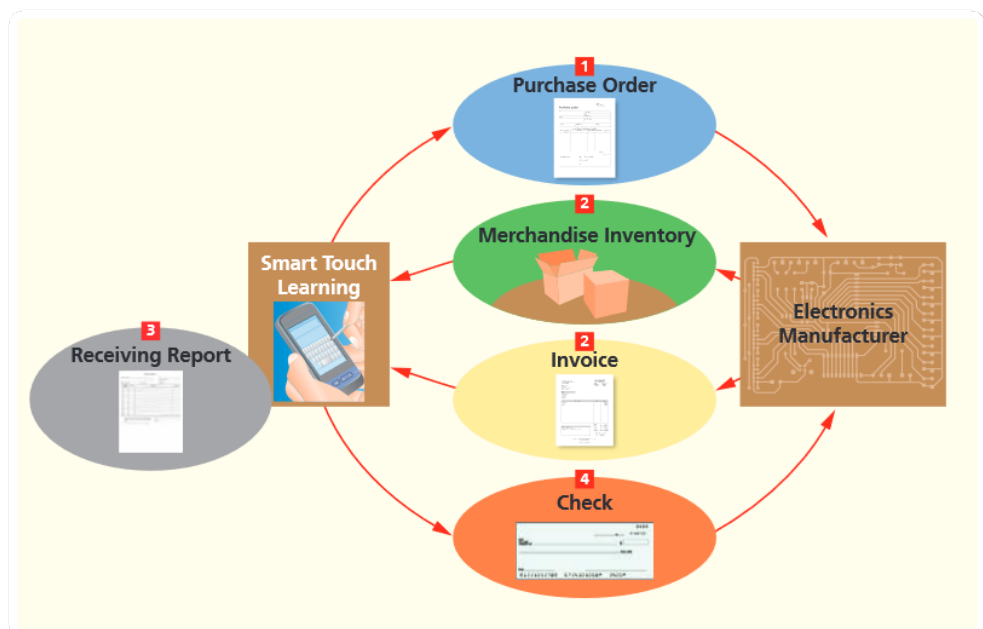 1
Purchase Order
2
Merchandise Inventory
Smart Touch
Learning
Electronics
Manufacturer
3
Receiving Report
2
Invoice
4
Check